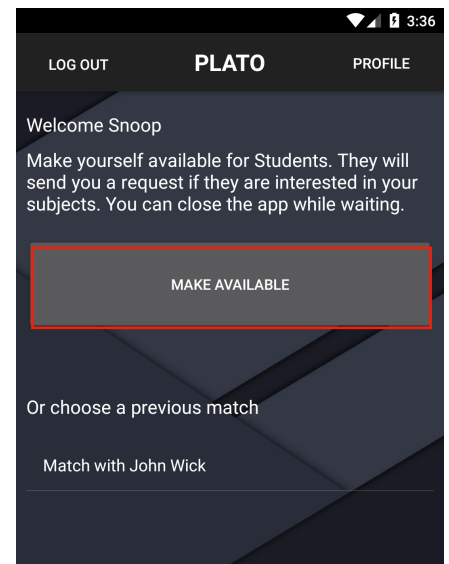 3:36
LOG OUT PLATO PROFILE
Welcome Snoop
Make yourself available for Students. They will
send you a request if they are interested in your
subjects. You can close the app while waiting.
MAKE AVAILABLE
Or choose a previous match
Match with John Wick